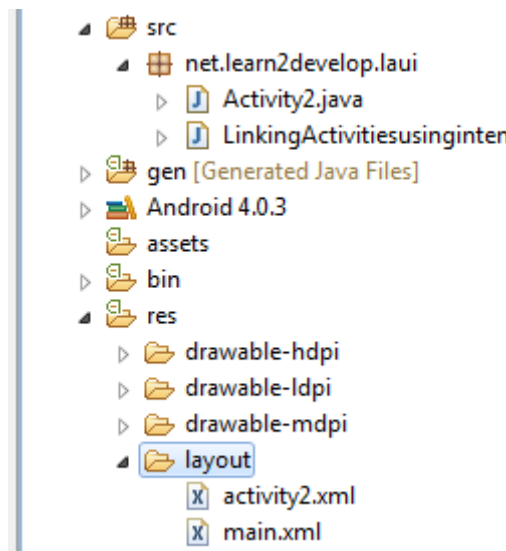 src
net.learn2develop.laui
Activity2.java
LinkingActivitiesusinginten
gen [Generated Java Files]
Android 4.0.3
assets
bin
res
drawable-hdpi
drawable-ldpi
drawable-mdpi
layout
activity2.xml
main.xml